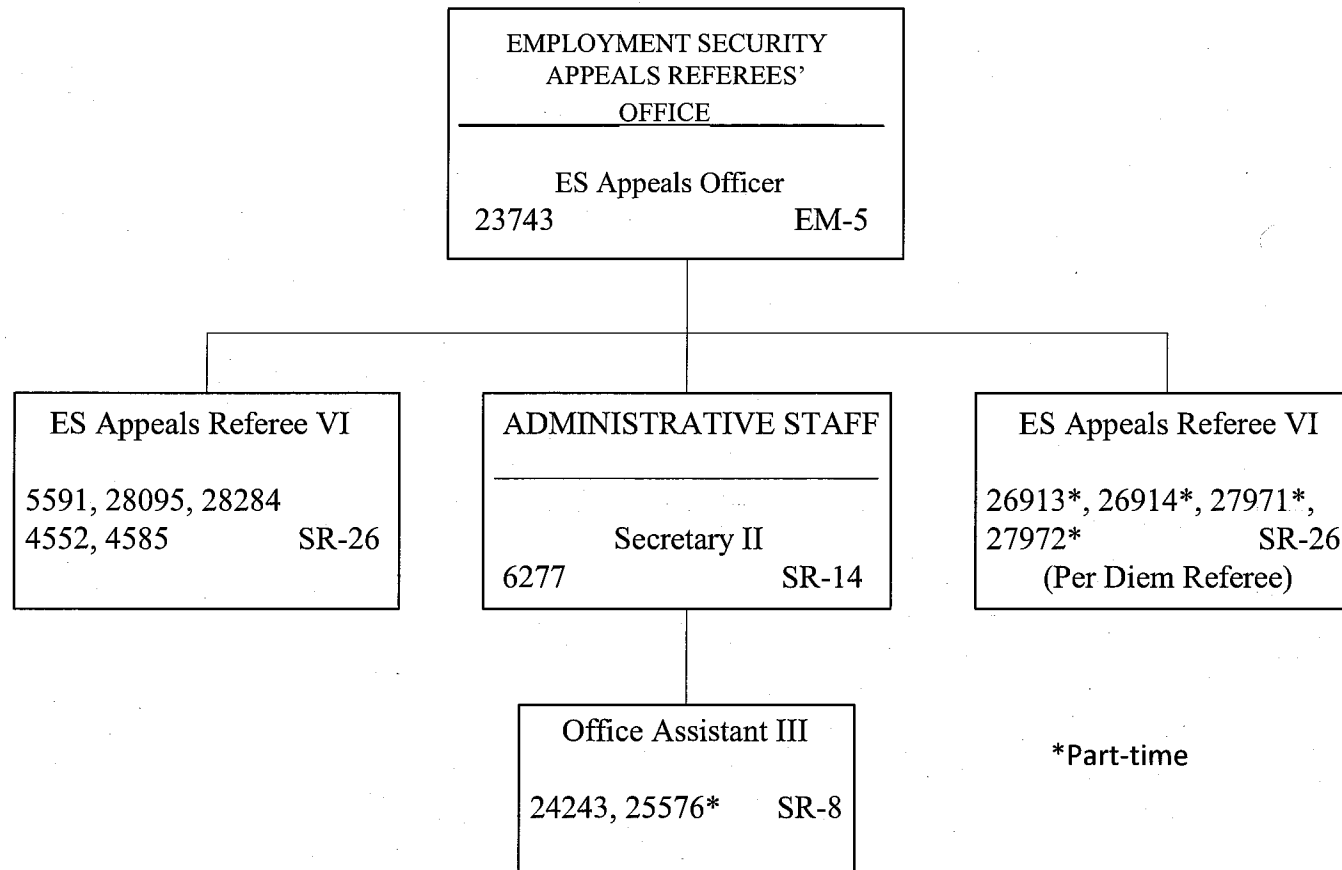 EMPLOYMENT SECURITY
APPEALS REFEREES’
OFFICE
ES Appeals Officer
23743 EM-5
ES Appeals Referee VI
5591, 28095, 28284
4552, 4585 SR-26
ADMINISTRATIVE STAFF
Secretary II
6277 SR-14
ES Appeals Referee VI
26913*, 26914*, 27971*,
27972* SR-26
(Per Diem Referee)
Office Assistant III
24243, 25576* SR-8
*Part-time